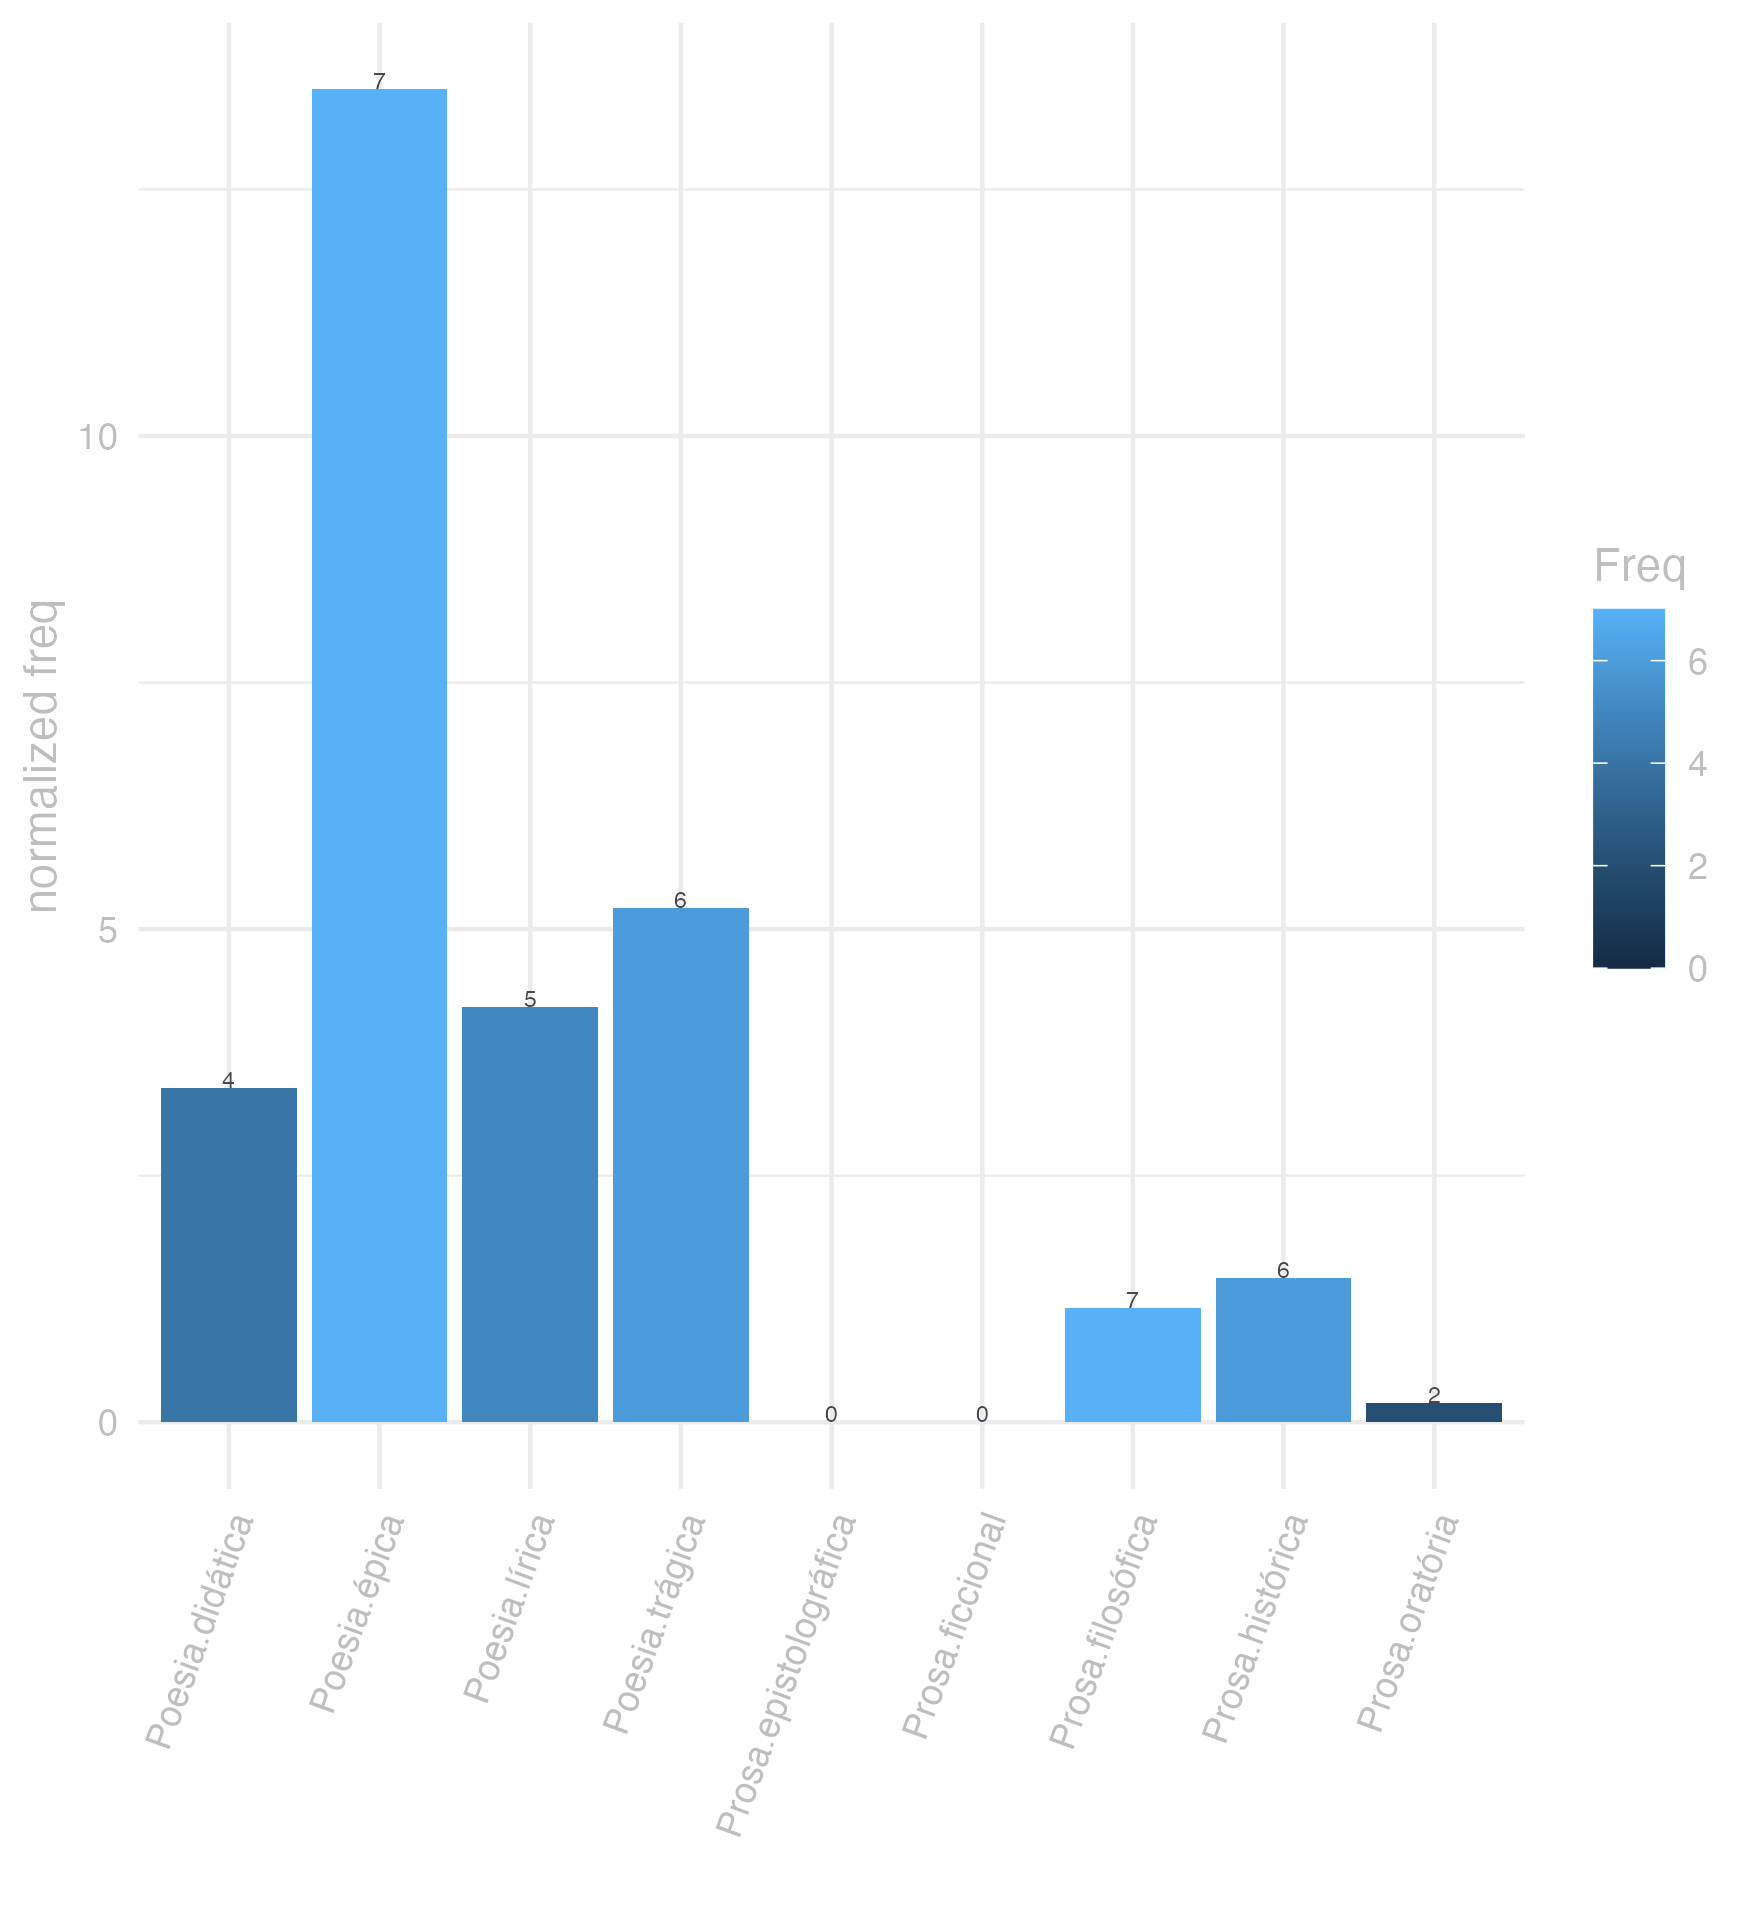 normalized freq
10
5
0
7
6
5
4
0
0
7
6
2
Poesia.didática
Poesia.épica
Poesia.lírica
Poesia.trágica
Prosa.epistolográfica
Prosa.ficcional
Prosa.filosófica
Prosa.histórica
Prosa.oratória
Freq
6
4
2
0